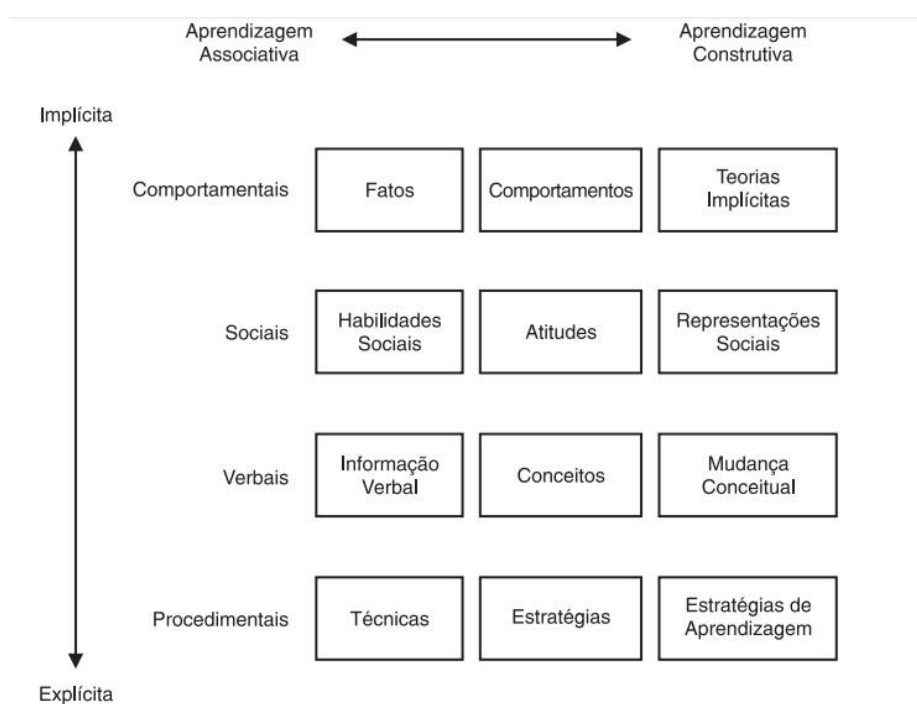 Aprendizagem
Associativa
Aprendizagem
Construtiva
Implícita
Comportamentais
Fatos
Comportamentos
Teorias
Implícitas
Sociais
Habilidades
Sociais
Atitudes
Representações
Sociais
Verbais
Informação
Verbal
Conceitos
Mudança
Conceitual
Procedimentais
Técnicas
Estratégias
Estratégias de
Aprendizagem
Explícita